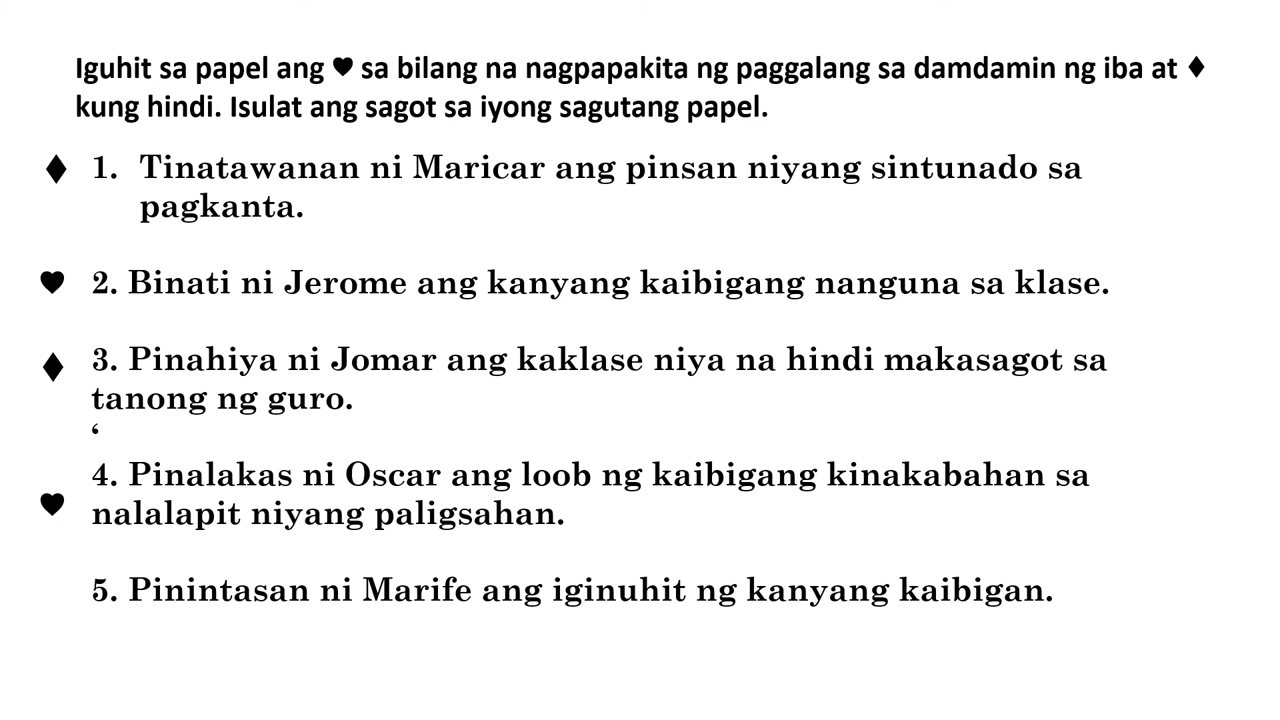 Iguhit sa papel ang ♥ sa bilang na nagpapakita ng paggalang sa damdamin ng iba at ♦
kung hindi. Isulat ang sagot sa iyong sagutang papel.
♦ 1. Tinatawanan ni Maricar ang pinsan niyang sintunado sa
pagkanta.
♥ 2. Binati ni Jerome ang kanyang kaibigang nanguna sa klase.
♦ 3. Pinahiya ni Jomar ang kaklase niya na hindi makasagot sa
tanong ng guro.
‘
4. Pinalakas ni Oscar ang loob ng kaibigang kinakabahan sa
♥ nalalapit niyang paligsahan.
5. Pinintasan ni Marife ang iginuhit ng kanyang kaibigan.